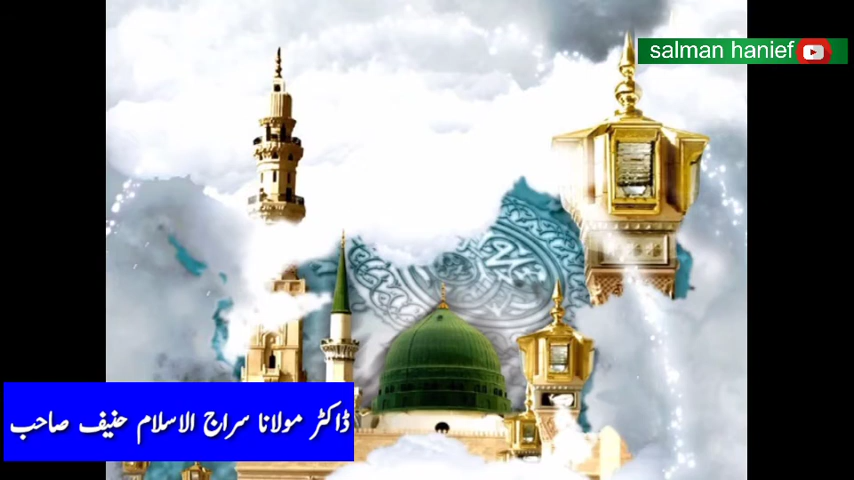 salman hanief
ڈاکٹر مولانا سراج الاسلام حنیف صاحب